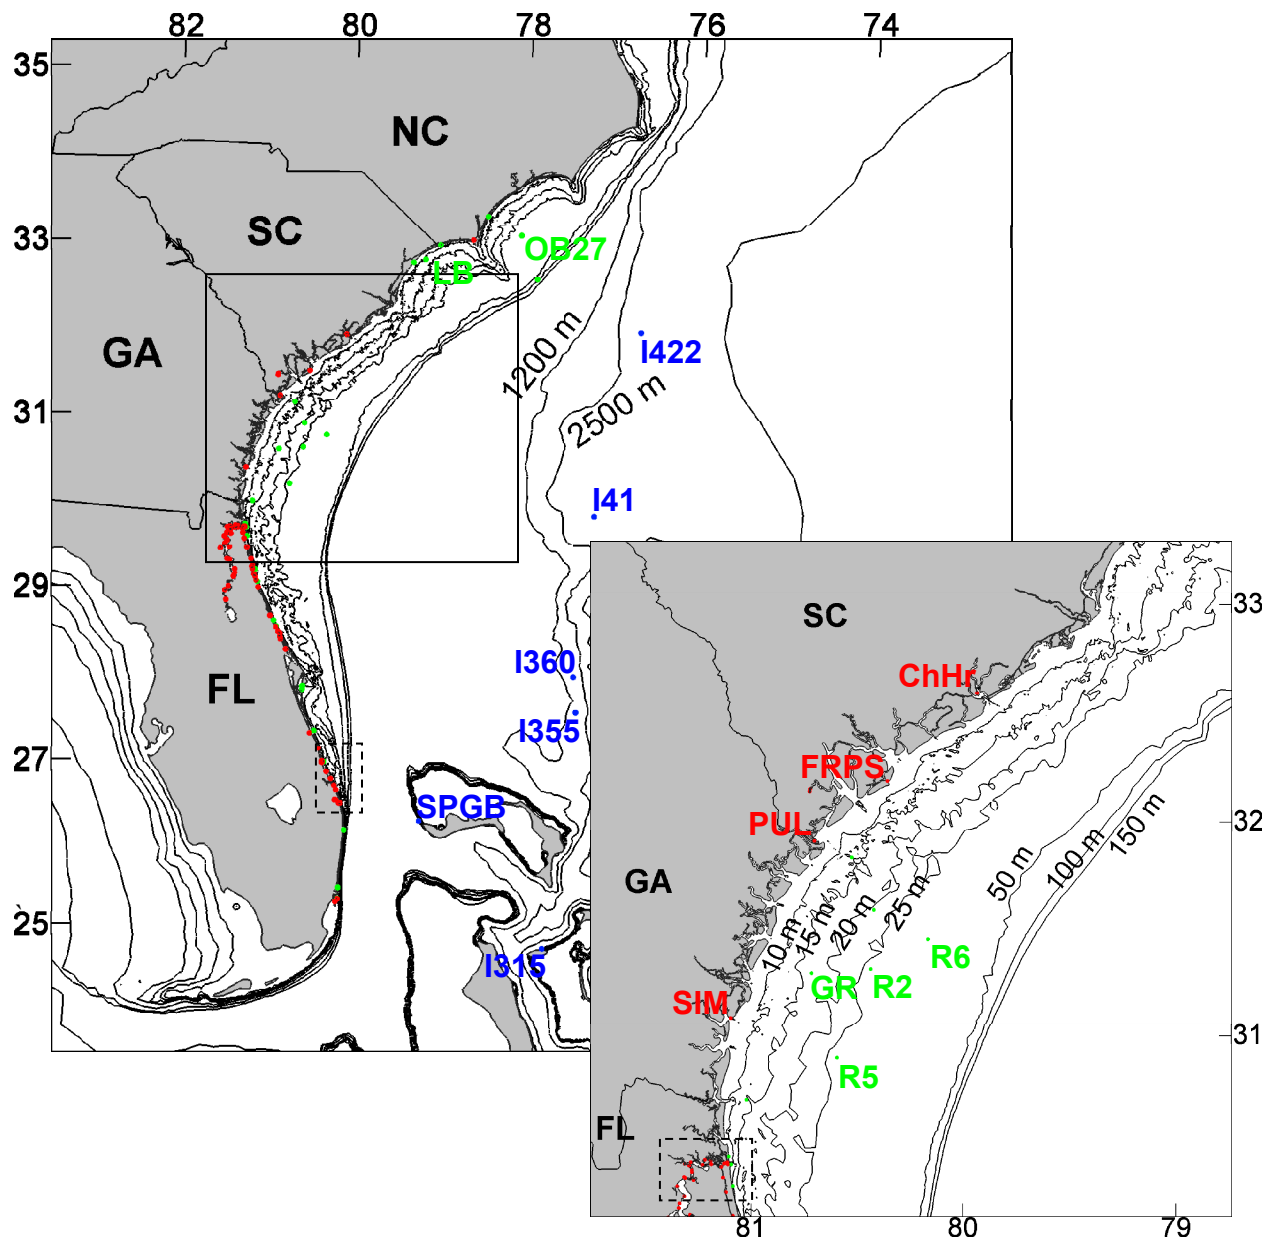 82 80 78 76 74
35
NC
SC
33
OB27
LB
GA
1200 m
I422
2500 m
31
I41
29
FL
I360
I355
27
SPGB
25
I315
SC
33
ChHr
FRPS
PUL
32
GA
50 m
100 m
150 m
10 m
15 m
20 m
25 m
R6
GR
R2
SIM
31
R5
FL
81 80 79